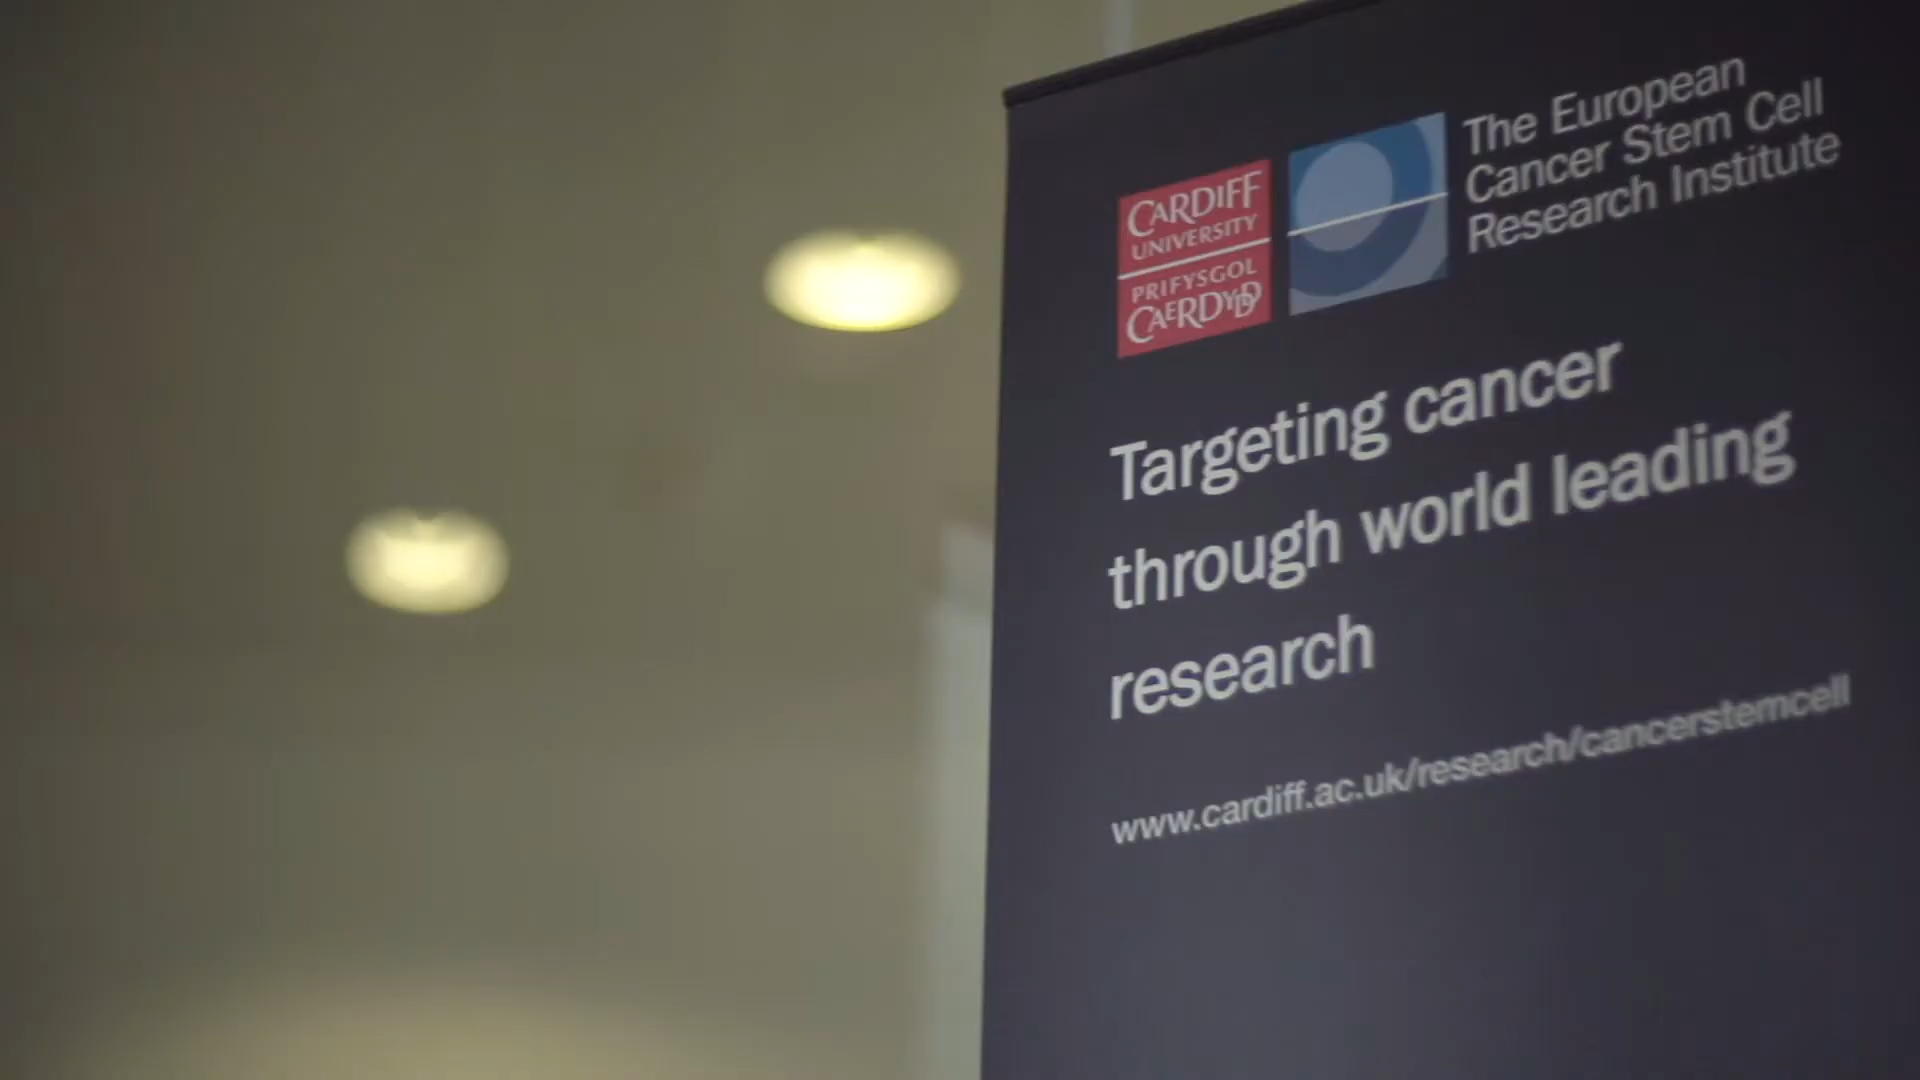 CARDIFF
UNIVERSITY
PRIFYSGOL
CAERDYDD
The European
Cancer Stem Cell
Research Institute
Targeting cancer
through world leading
research
www.cardiff.ac.uk/research/cancerstemcell